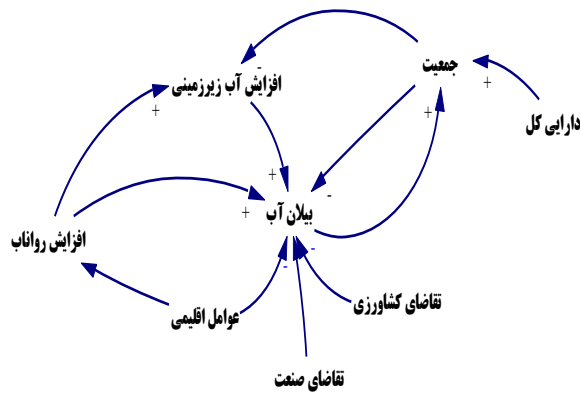 جمعیت
افزایش آب زیرزمینی
دارایی کل
بیلان آب
افزایش رواناب
تقاضای کشاورزی
عوامل اقلیمی
تقاضای صنعت